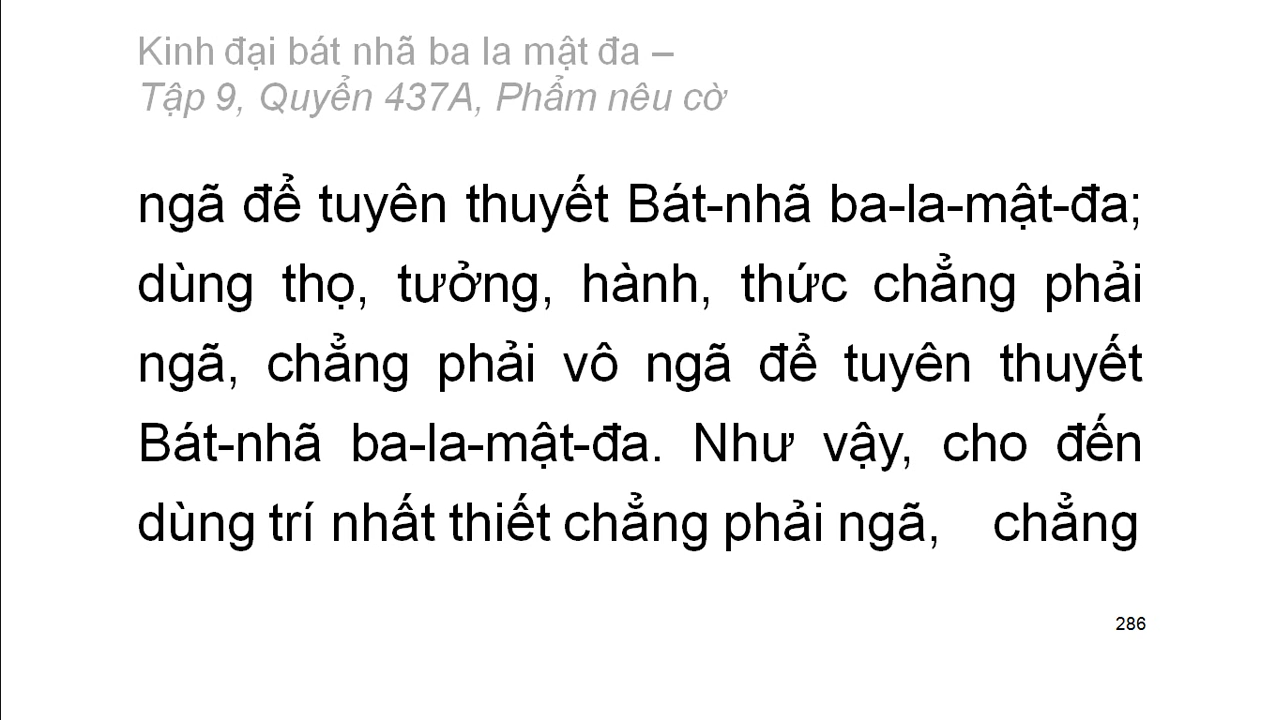 Kinh đại bát nhã ba la mật đa –
Tập 9, Quyển 437A, Phẩm nêu cờ
ngã để tuyên thuyết Bát-nhã ba-la-mật-đa;
dùng thọ, tưởng, hành, thức chẳng phải
ngã, chẳng phải vô ngã để tuyên thuyết
Bát-nhã ba-la-mật-đa. Như vậy, cho đến
dùng trí nhất thiết chẳng phải ngã, chẳng
286